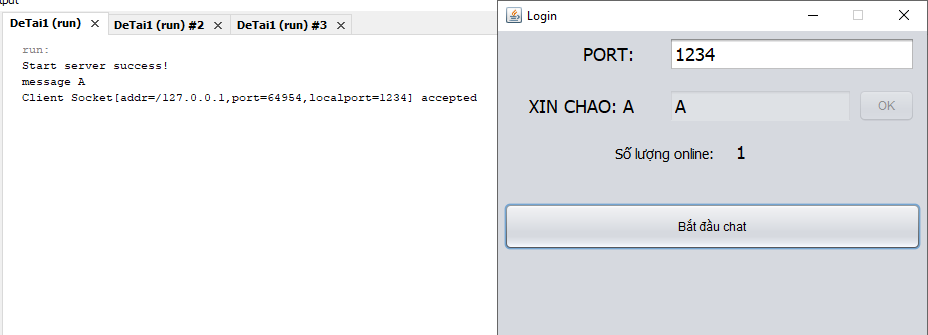 DeTai1 (run) × DeTai1 (run) #2 × DeTai1 (run) #3 ×
run:
Start server success!
message A
Client Socket[addr=/127.0.0.1,port=64954,localport=1234] accepted
Login
PORT: 1234
XIN CHAO: A A OK
Số lượng online: 1
Bắt đầu chat